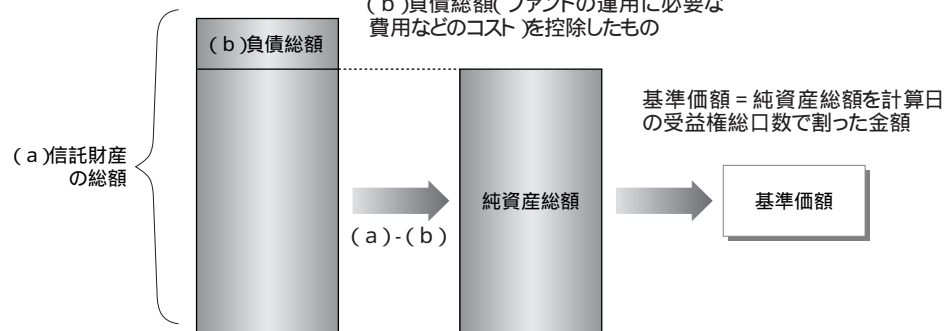 (b)負債総額(ファンドの運用に必要な
費用などのコスト)を控除したもの
(b)負債総額
基準価額=純資産総額を計算日
の受益権総口数で割った金額
(a)信託財産
の総額
純資産総額
基準価額
(a)-(b)